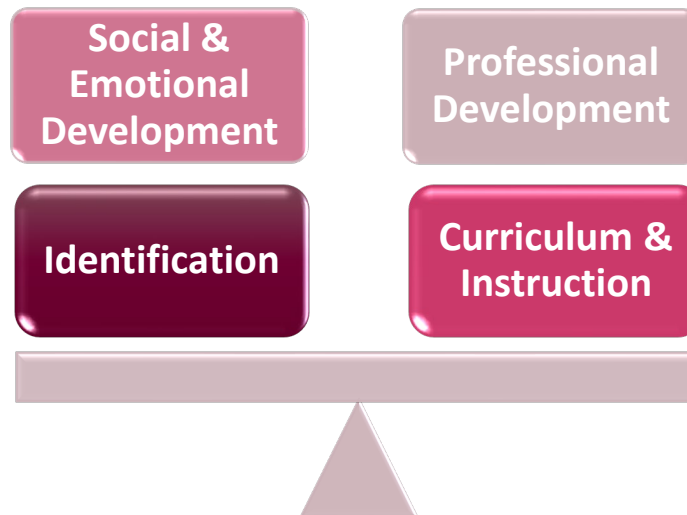 Social &
Emotional
Development
Professional
Development
Identification
Curriculum &
Instruction